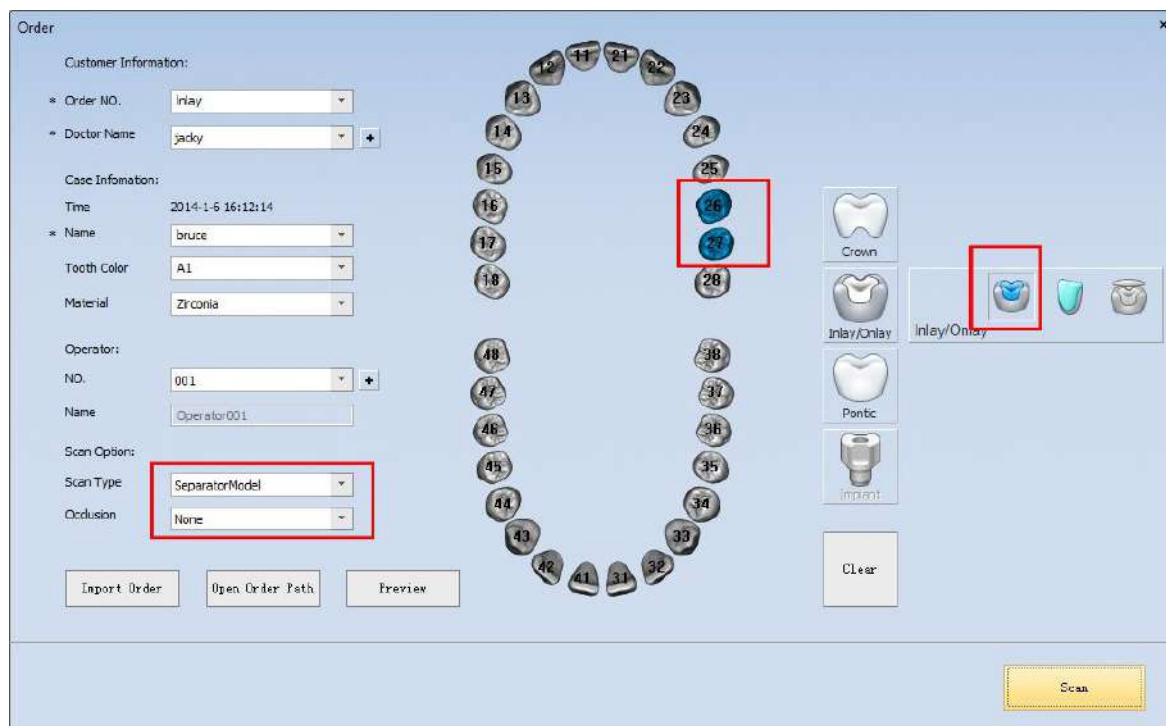 Order
×
Customer Information:
* Order NO. Inlay
* Doctor Name jacky +
Case Infomation:
Time 2014-1-6 16:12:14
* Name bruce
Tooth Color A1
Material Zirconia
Operator:
NO. 001 +
Name Operator001
Scan Option:
Scan Type SeparatorModel
Occlusion None
Import Order Open Order Path Preview
12 11 21 22
13 23
14 24
15 25
16 26
17 27
18 28
48 38
47 37
46 36
45 35
44 34
43 33
42 41 31 32
Crown
Inlay/Onlay
Pontic
Implant
Clear
Inlay/Onlay
Scan